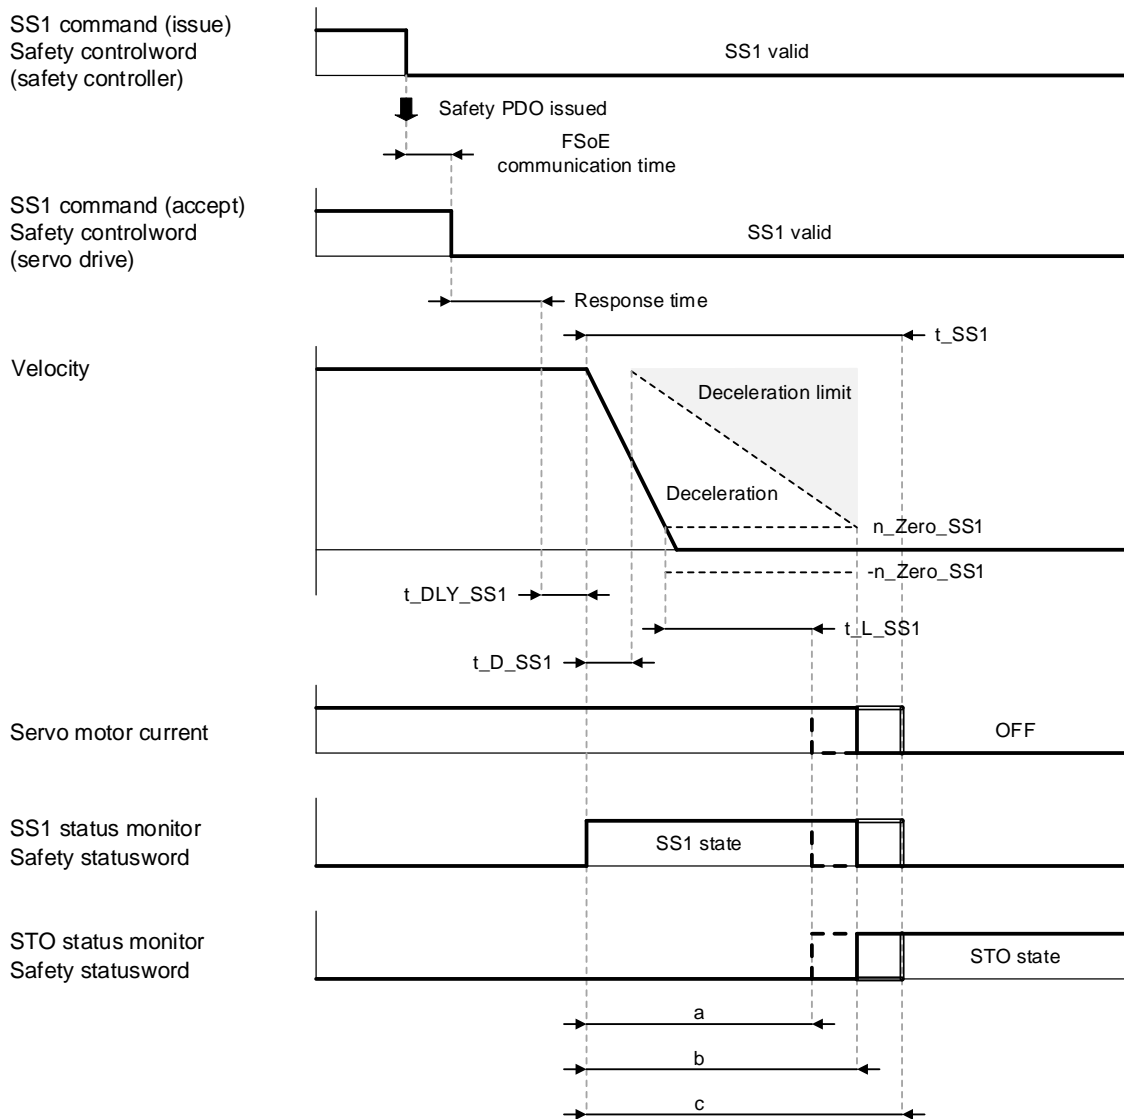 SS1 command (issue)
Safety controlword
(safety controller)
SS1 valid
Safety PDO issued
FSoE
communication time
SS1 command (accept)
Safety controlword
(servo drive)
SS1 valid
Response time
t_SS1
Velocity
Deceleration limit
Deceleration
n_Zero_SS1
-n_Zero_SS1
t_DLY_SS1
t_L_SS1
t_D_SS1
Servo motor current
OFF
SS1 status monitor
Safety statusword
SS1 state
STO status monitor
Safety statusword
STO state
a
b
c